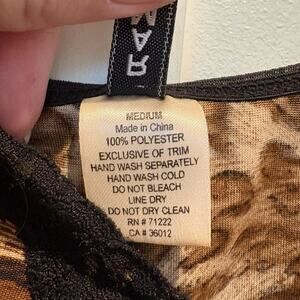 MEDIUM
Made in China
100% POLYESTER
EXCLUSIVE OF TRIM
HAND WASH SEPARATELY
HAND WASH COLD
DO NOT BLEACH
LINE DRY
DO NOT DRY CLEAN
RN # 71222
CA # 36012